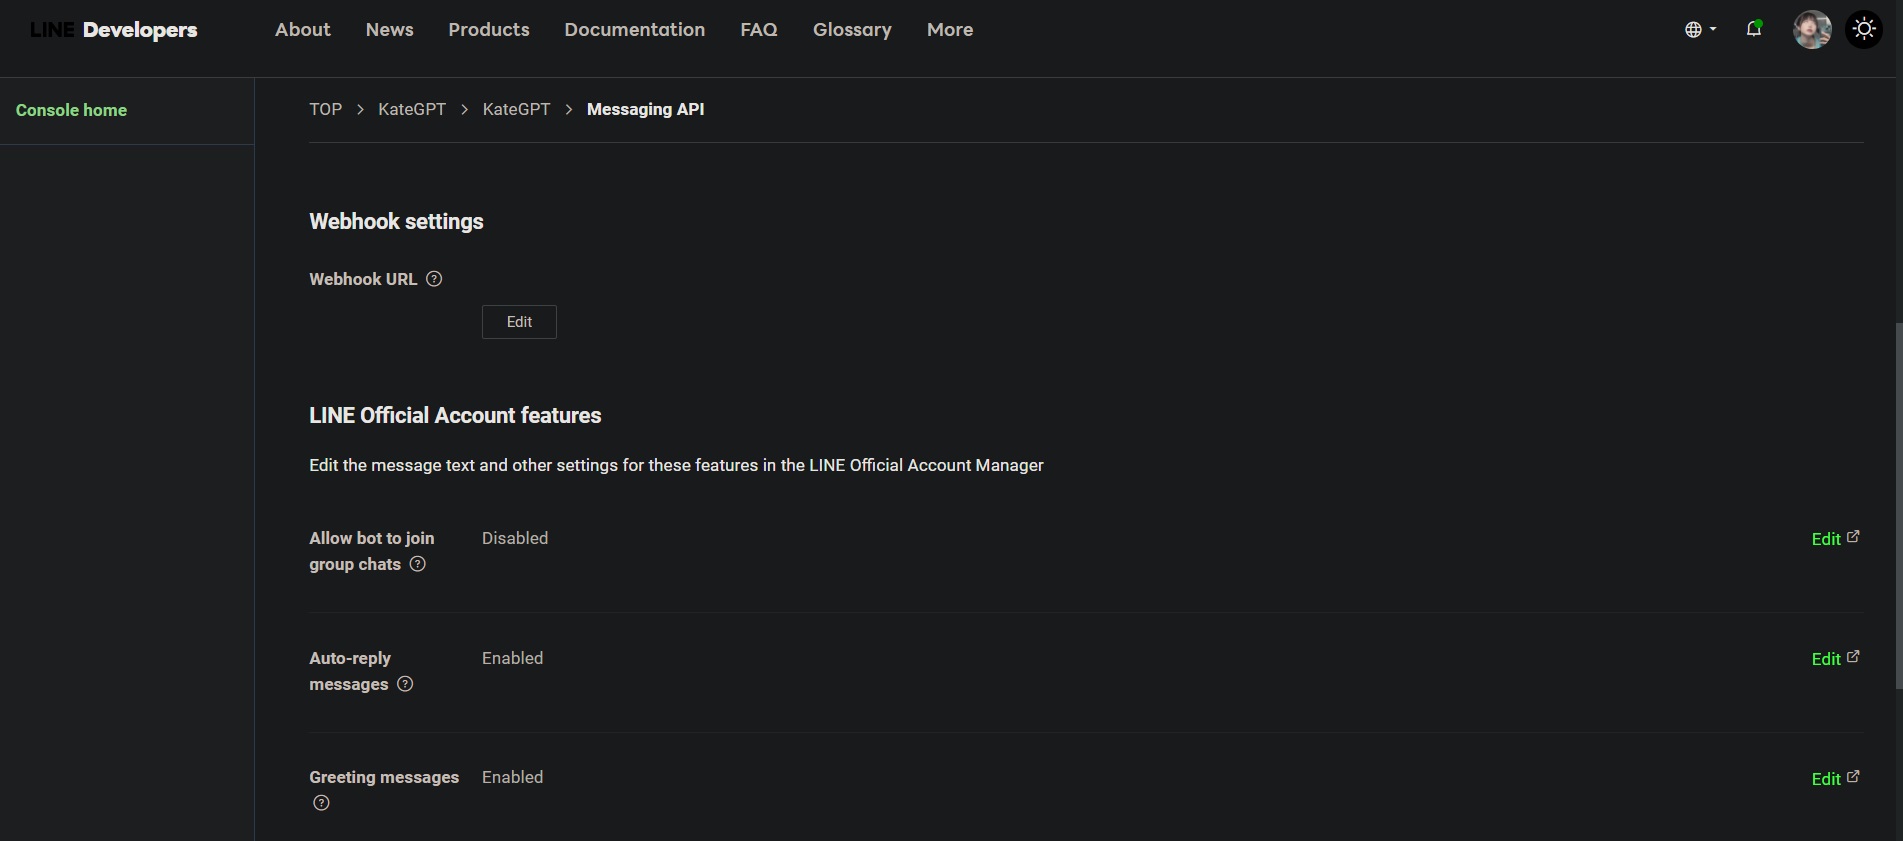 LINE Developers About News Products Documentation FAQ Glossary More
Console home
TOP > KateGPT > KateGPT > Messaging API
Webhook settings
Webhook URL ?
Edit
LINE Official Account features
Edit the message text and other settings for these features in the LINE Official Account Manager
Allow bot to join Disabled Edit
group chats ?
Auto-reply Enabled Edit
messages ?
Greeting messages Enabled Edit
?